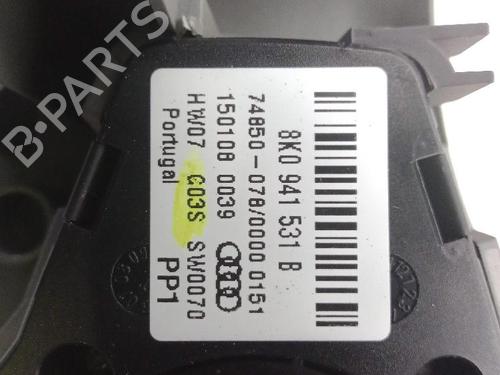 B-PARTS
8K0 941 531 B
74850-078/0000 0151
150108 0039
HW07 G03S SW0070
Portugal PP1